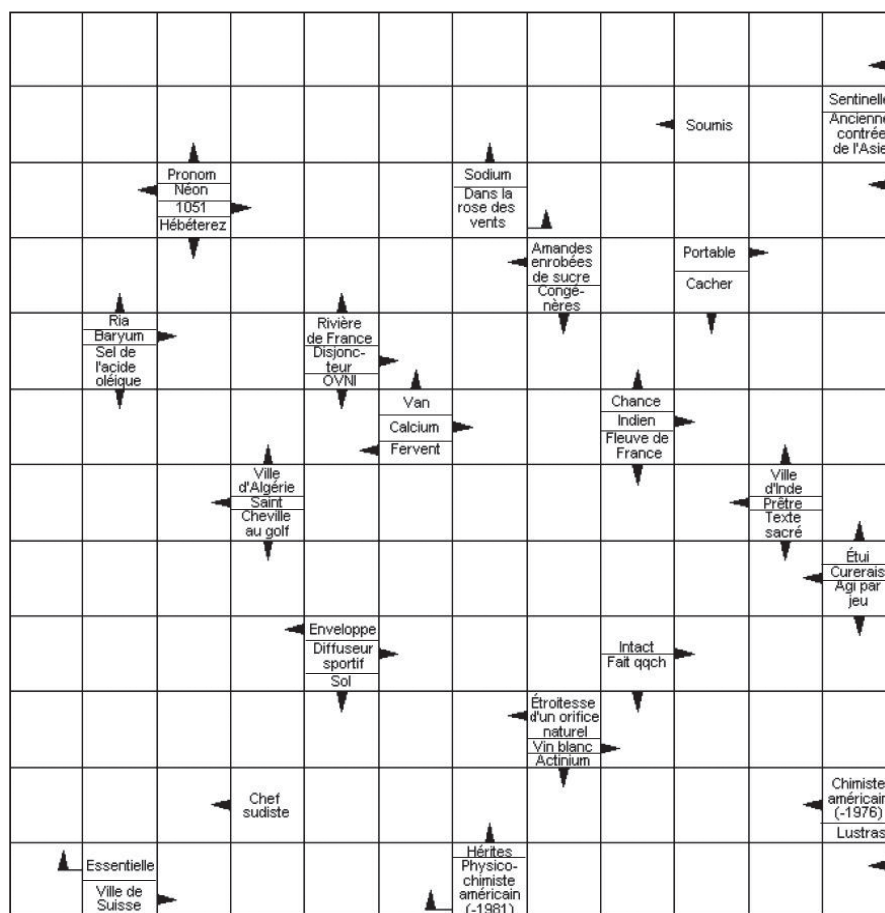 Soumis
Sentinelle
Ancienne
contrée
de l'Asie
Pronom
Néon
1051
Hébéterez
Sodium
Dans la
rose des
vents
Amandes
enrobées
de sucre
Congé-
nères
Portable
Cacher
Ria
Baryum
Sel de
l'acide
oléique
Rivière
de France
Disjonc-
teur
OVNI
Van
Calcium
Fervent
Chance
Indien
Fleuve de
France
Ville
d'Algérie
Saint
Cheville
au golf
Ville
d'Inde
Prêtre
Texte
sacré
Étui
Curerais
Agi par
jeu
Enveloppe
Diffuseur
sportif
Sol
Intact
Fait qqch
Étroitesse
d'un orifice
naturel
Vin blanc
Actinium
Chef
sudiste
Chimiste
américain
(-1976)
Lustras
Essentielle
Ville de
Suisse
Hérites
Physico-
chimiste
américain
(-1981)